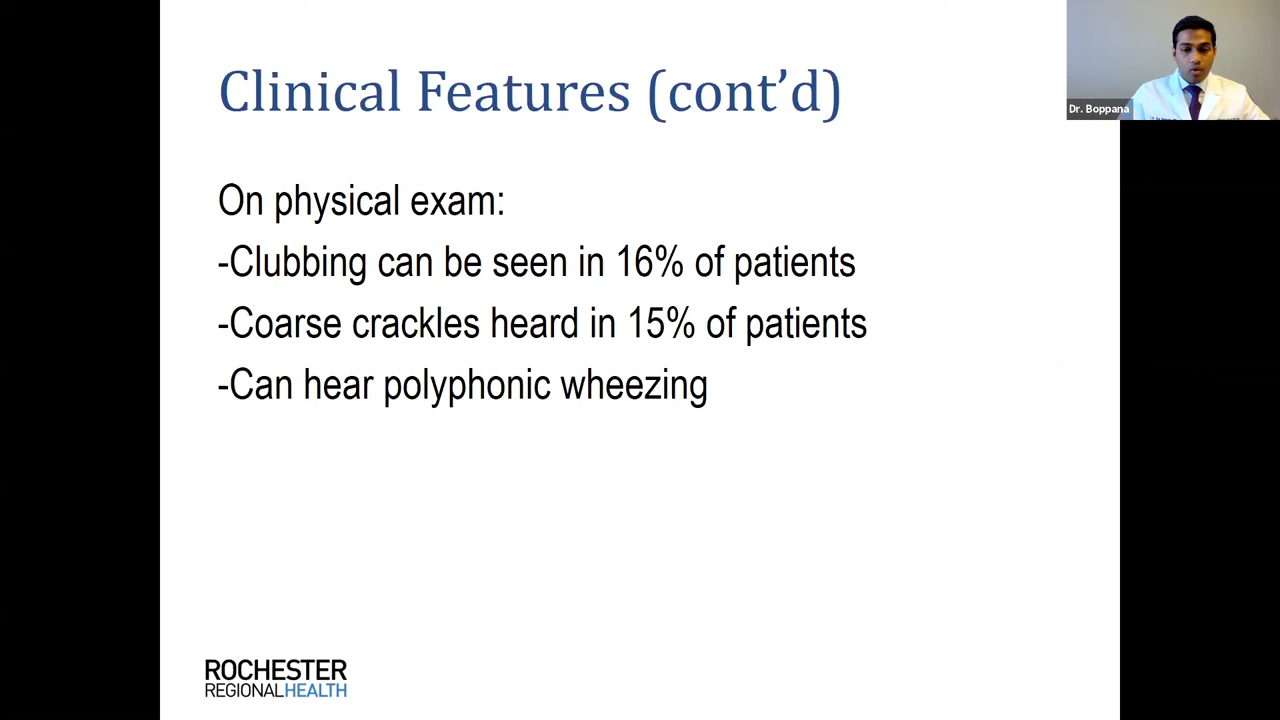 Clinical Features (cont’d)
Dr. Boppana
On physical exam:
-Clubbing can be seen in 16% of patients
-Coarse crackles heard in 15% of patients
-Can hear polyphonic wheezing
ROCHESTER
REGIONALHEALTH